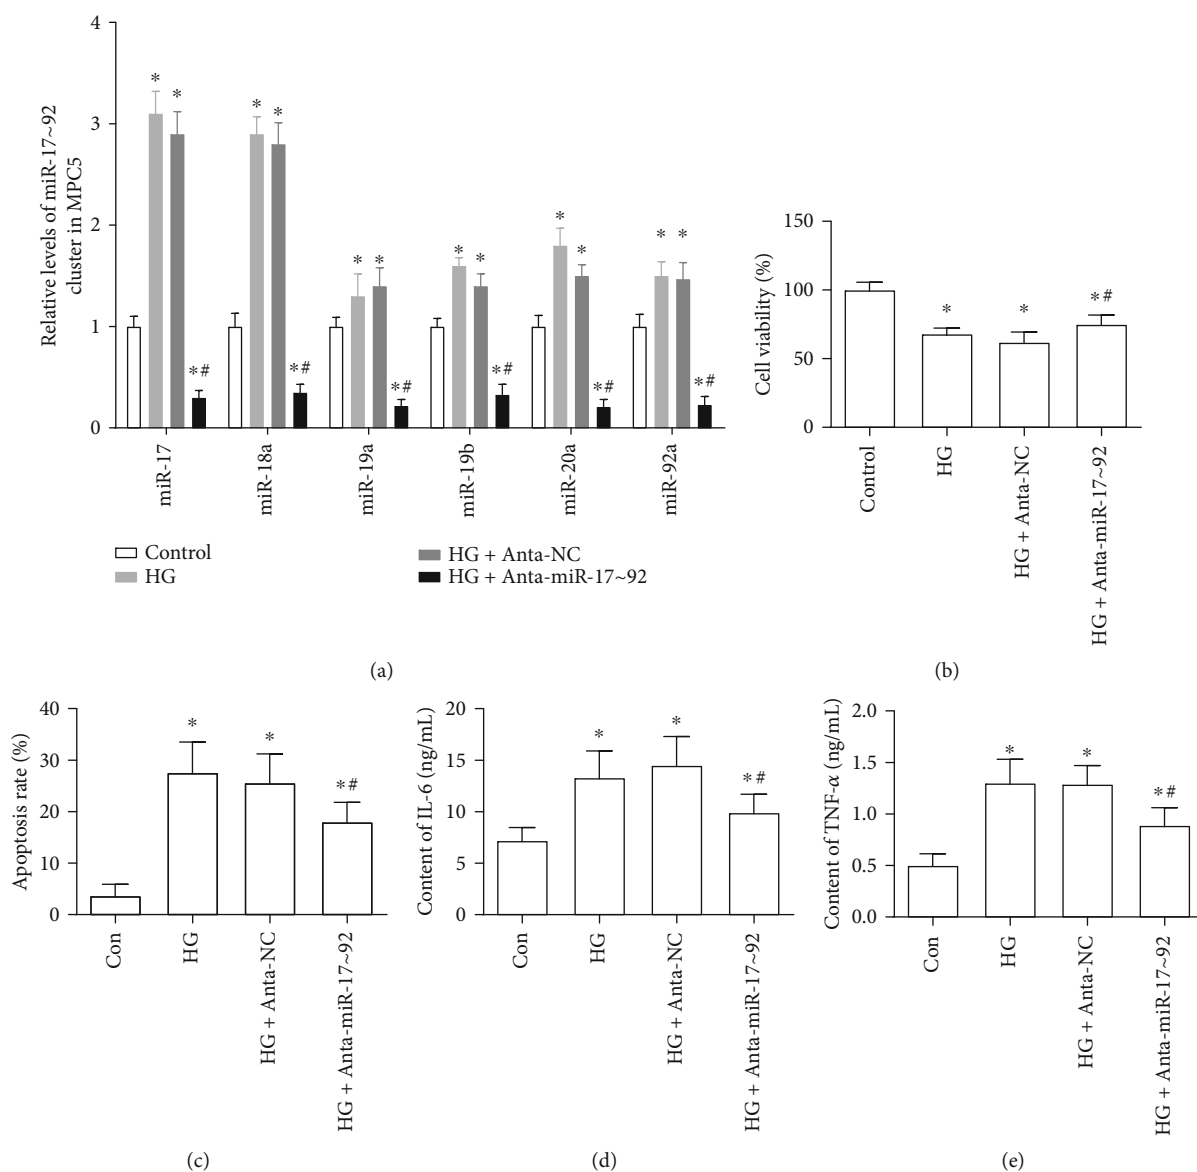 Relative levels of miR-17~92
cluster in MPC5
4
3
2
1
0
* * *# * * *# * * *# * * *# * * *# * * *#
miR-17 miR-18a miR-19a miR-19b miR-20a miR-92a
Control
HG
HG + Anta-NC
HG + Anta-miR-17~92
(a)
Cell viability (%)
150
100
50
0
* * *#
Control HG HG + Anta-NC HG + Anta-miR-17~92
(b)
Apoptosis rate (%)
40
30
20
10
0
* * *#
Con HG HG + Anta-NC HG + Anta-miR-17~92
(c)
Content of IL-6 (ng/mL)
20
15
10
5
0
* * *#
Con HG HG + Anta-NC HG + Anta-miR-17~92
(d)
Content of TNF-α (ng/mL)
2.0
1.5
1.0
0.5
0.0
* * *#
Con HG HG + Anta-NC HG + Anta-miR-17~92
(e)